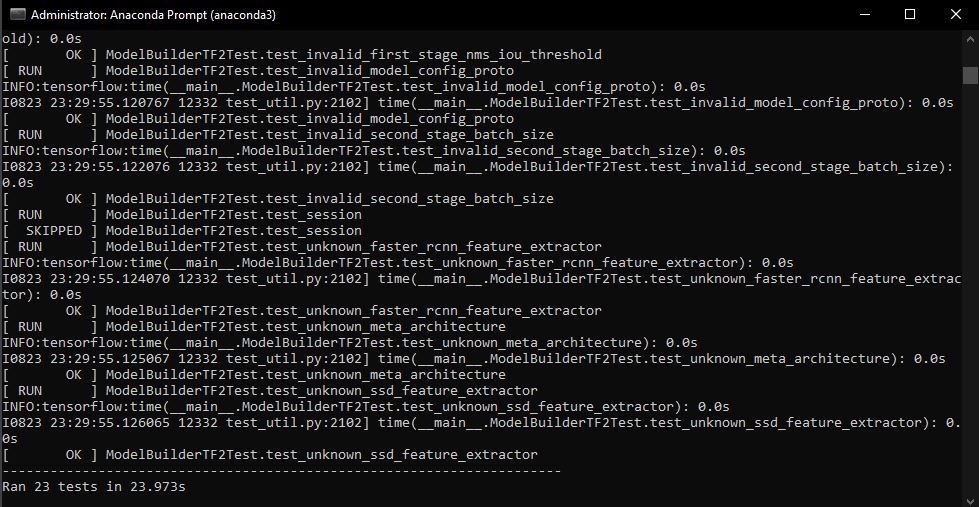 Administrator: Anaconda Prompt (anaconda3)
old): 0.0s
[       OK ] ModelBuilderTF2Test.test_invalid_first_stage_nms_iou_threshold
[ RUN      ] ModelBuilderTF2Test.test_invalid_model_config_proto
INFO:tensorflow:time(__main__.ModelBuilderTF2Test.test_invalid_model_config_proto): 0.0s
I0823 23:29:55.120767 12332 test_util.py:2102] time(__main__.ModelBuilderTF2Test.test_invalid_model_config_proto): 0.0s
[       OK ] ModelBuilderTF2Test.test_invalid_model_config_proto
[ RUN      ] ModelBuilderTF2Test.test_invalid_second_stage_batch_size
INFO:tensorflow:time(__main__.ModelBuilderTF2Test.test_invalid_second_stage_batch_size): 0.0s
I0823 23:29:55.122076 12332 test_util.py:2102] time(__main__.ModelBuilderTF2Test.test_invalid_second_stage_batch_size):
0.0s
[       OK ] ModelBuilderTF2Test.test_invalid_second_stage_batch_size
[ RUN      ] ModelBuilderTF2Test.test_session
[  SKIPPED ] ModelBuilderTF2Test.test_session
[ RUN      ] ModelBuilderTF2Test.test_unknown_faster_rcnn_feature_extractor
INFO:tensorflow:time(__main__.ModelBuilderTF2Test.test_unknown_faster_rcnn_feature_extractor): 0.0s
I0823 23:29:55.124070 12332 test_util.py:2102] time(__main__.ModelBuilderTF2Test.test_unknown_faster_rcnn_feature_extrac
tor): 0.0s
[       OK ] ModelBuilderTF2Test.test_unknown_faster_rcnn_feature_extractor
[ RUN      ] ModelBuilderTF2Test.test_unknown_meta_architecture
INFO:tensorflow:time(__main__.ModelBuilderTF2Test.test_unknown_meta_architecture): 0.0s
I0823 23:29:55.125067 12332 test_util.py:2102] time(__main__.ModelBuilderTF2Test.test_unknown_meta_architecture): 0.0s
[       OK ] ModelBuilderTF2Test.test_unknown_meta_architecture
[ RUN      ] ModelBuilderTF2Test.test_unknown_ssd_feature_extractor
INFO:tensorflow:time(__main__.ModelBuilderTF2Test.test_unknown_ssd_feature_extractor): 0.0s
I0823 23:29:55.126065 12332 test_util.py:2102] time(__main__.ModelBuilderTF2Test.test_unknown_ssd_feature_extractor): 0.
0s
[       OK ] ModelBuilderTF2Test.test_unknown_ssd_feature_extractor
----------------------------------------------------------------------
Ran 23 tests in 23.973s